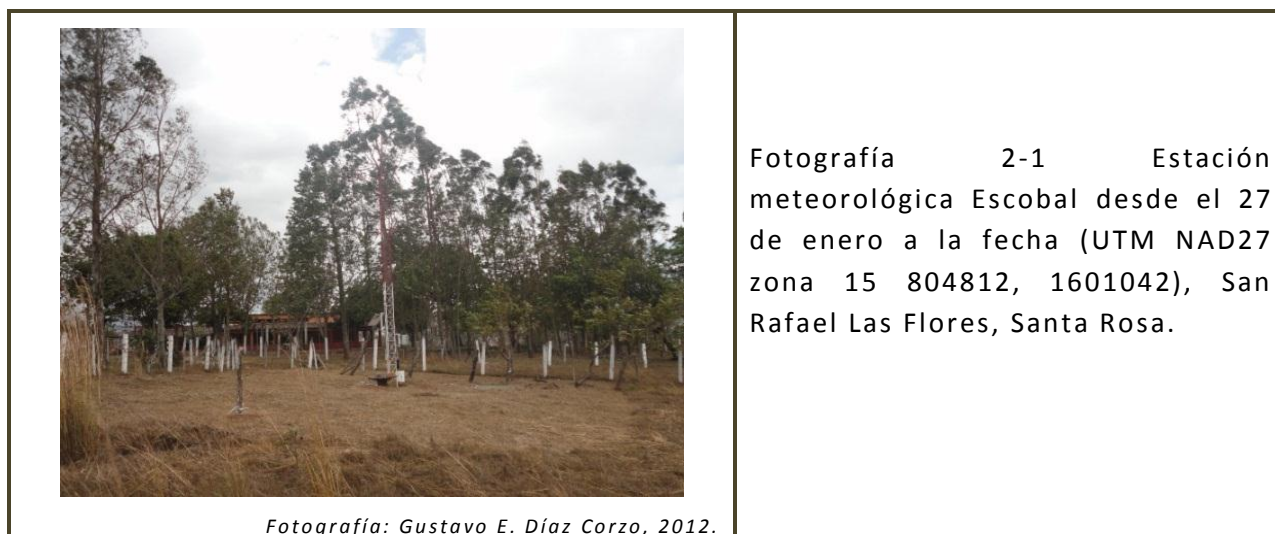 Fotografía 2-1 Estación
meteorológica Escobal desde el 27
de enero a la fecha (UTM NAD27
zona 15 804812, 1601042), San
Rafael Las Flores, Santa Rosa.
Fotografía: Gustavo E. Díaz Corzo, 2012.